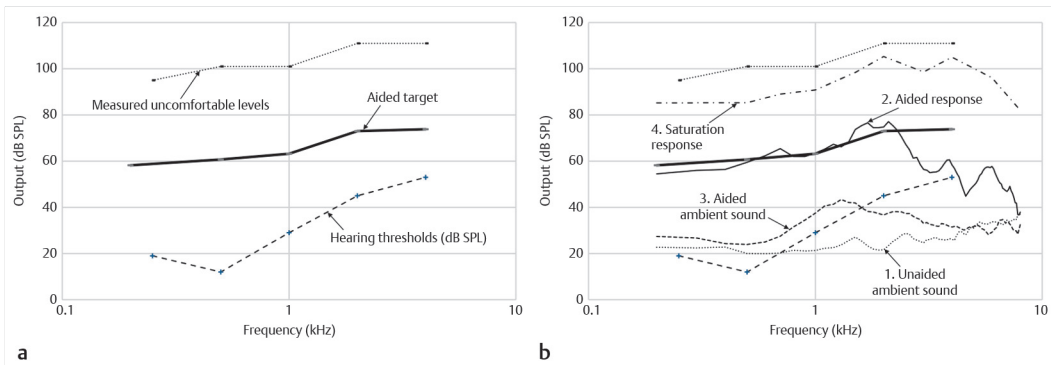 120
100
80
60
40
20
0
Output (dB SPL)
Measured uncomfortable levels
Aided target
Hearing thresholds (dB SPL)
0.1
1
10
Frequency (kHz)
a
120
100
80
60
40
20
0
Output (dB SPL)
2. Aided response
4. Saturation
response
3. Aided
ambient sound
1. Unaided
ambient sound
0.1
1
10
Frequency (kHz)
b